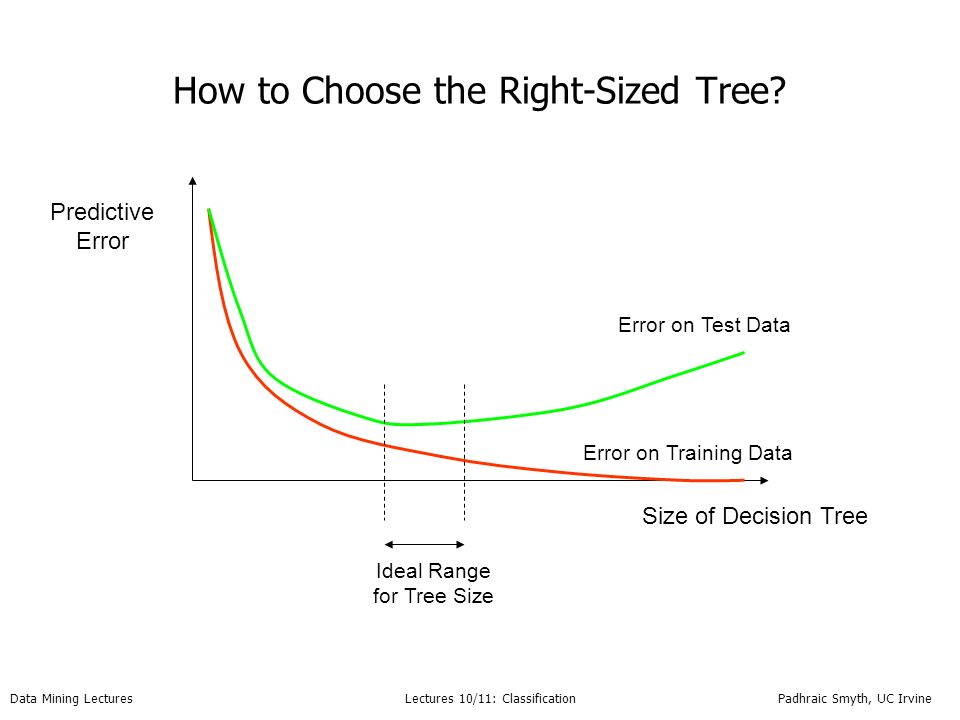 How to Choose the Right-Sized Tree?
Predictive
Error
Error on Test Data
Error on Training Data
Size of Decision Tree
Ideal Range
for Tree Size
Data Mining Lectures
Lectures 10/11: Classification
Padhraic Smyth, UC Irvine